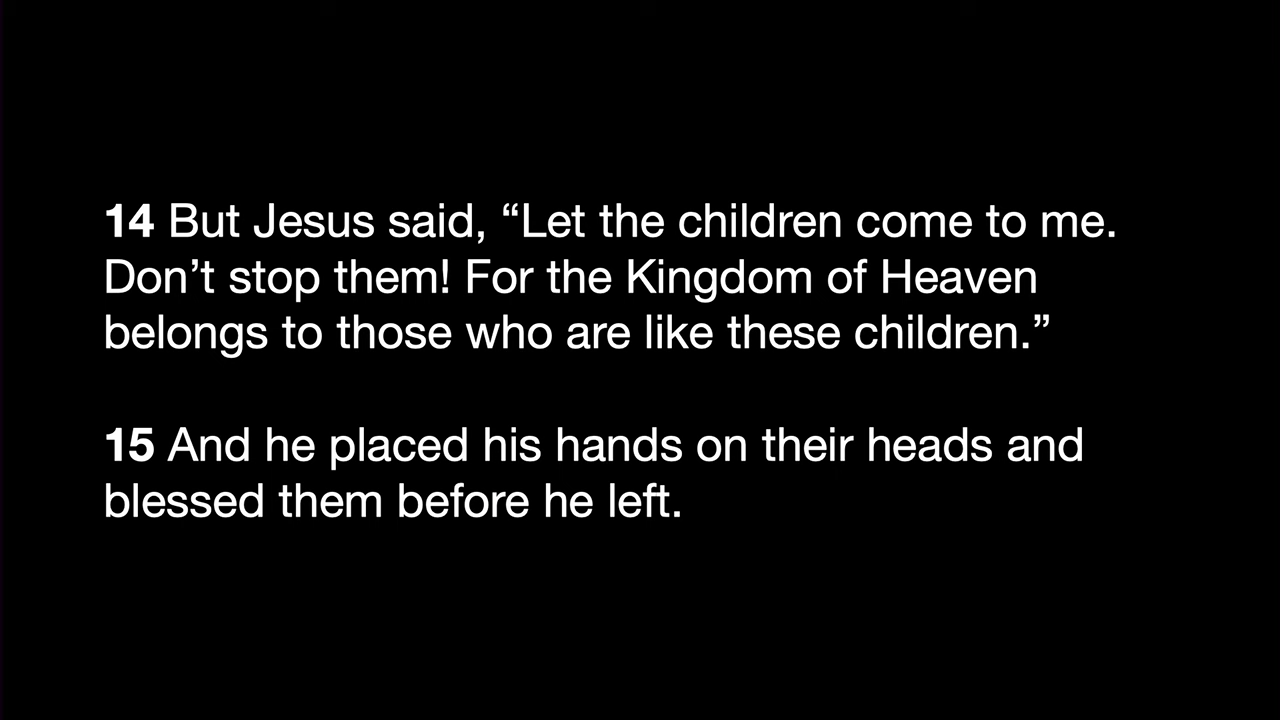 14 But Jesus said, “Let the children come to me.
Don’t stop them! For the Kingdom of Heaven
belongs to those who are like these children.”
15 And he placed his hands on their heads and
blessed them before he left.